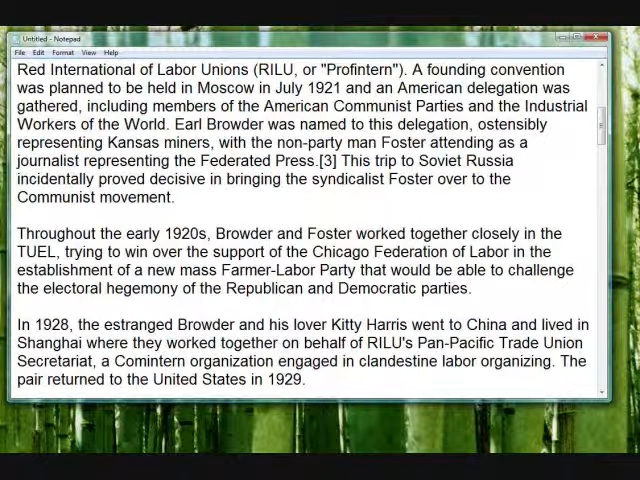 Untitled - Notepad
File Edit Format View Help
Red International of Labor Unions (RILU, or "Profintern"). A founding convention
was planned to be held in Moscow in July 1921 and an American delegation was
gathered, including members of the American Communist Parties and the Industrial
Workers of the World. Earl Browder was named to this delegation, ostensibly
representing Kansas miners, with the non-party man Foster attending as a
journalist representing the Federated Press.[3] This trip to Soviet Russia
incidentally proved decisive in bringing the syndicalist Foster over to the
Communist movement.
Throughout the early 1920s, Browder and Foster worked together closely in the
TUEL, trying to win over the support of the Chicago Federation of Labor in the
establishment of a new mass Farmer-Labor Party that would be able to challenge
the electoral hegemony of the Republican and Democratic parties.
In 1928, the estranged Browder and his lover Kitty Harris went to China and lived in
Shanghai where they worked together on behalf of RILU's Pan-Pacific Trade Union
Secretariat, a Comintern organization engaged in clandestine labor organizing. The
pair returned to the United States in 1929.